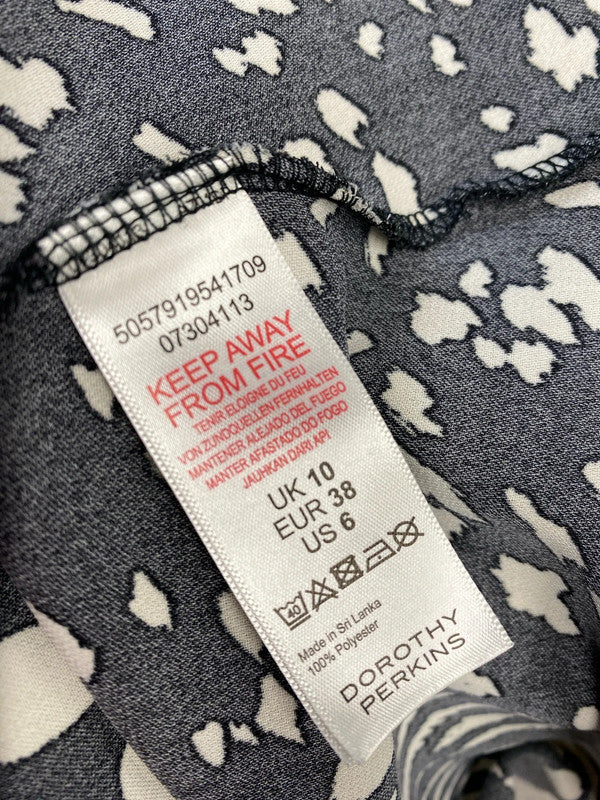 5057919541709
07304113
KEEP AWAY
FROM FIRE
TENIR ELOIGNE DU FEU
VON ZUNDQUELLEN FERNHALTEN
MANTENER ALEJADO DEL FUEGO
MANTER AFASTADO DO FOGO
JAUHKAN DARI API
UK 10
EUR 38
US 6
40
Made in Sri Lanka
100% Polyester
DOROTHY
PERKINS